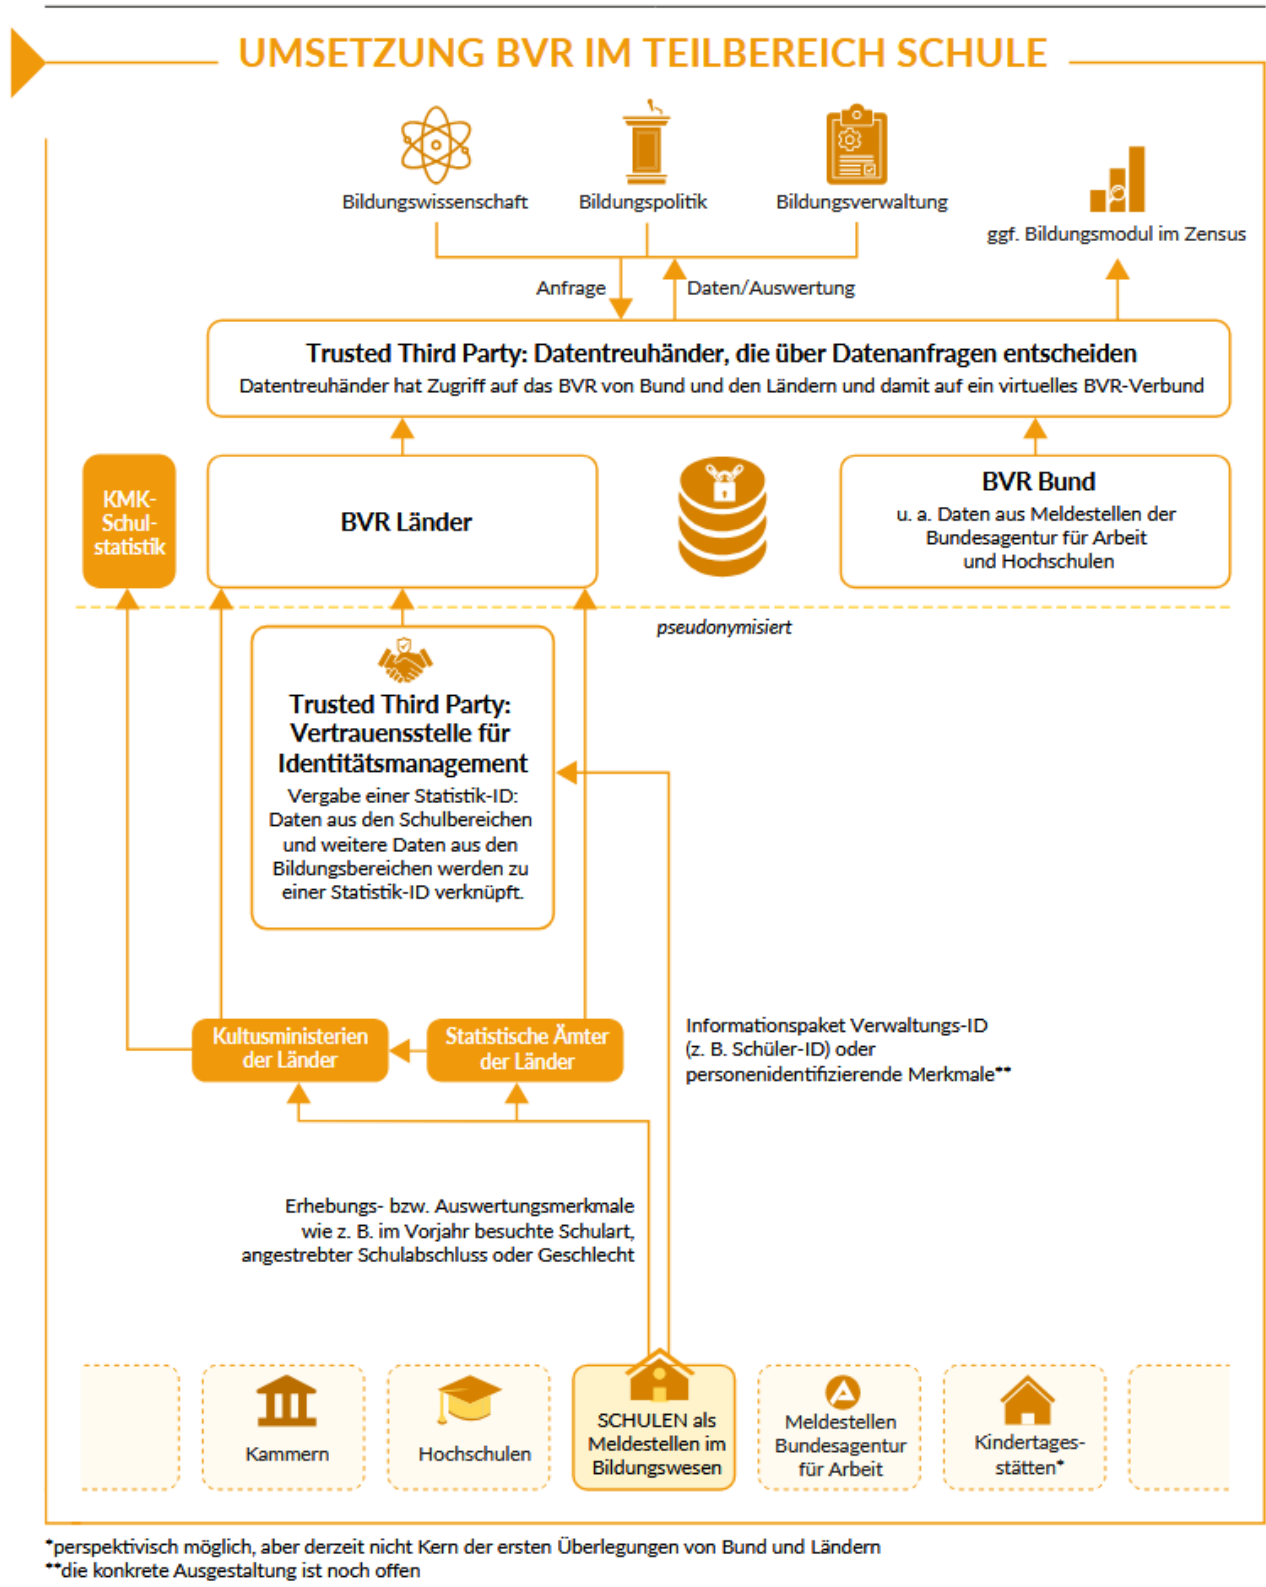 UMSETZUNG BVR IM TEILBEREICH SCHULE
Bildungswissenschaft
Bildungspolitik
Bildungsverwaltung
ggf. Bildungsmodul im Zensus
Anfrage
Daten/Auswertung
Trusted Third Party: Datentreuhänder, die über Datenanfragen entscheiden
Datentreuhänder hat Zugriff auf das BVR von Bund und den Ländern und damit auf ein virtuelles BVR-Verbund
KMK-
Schul-
statistik
BVR Länder
BVR Bund
u. a. Daten aus Meldestellen der
Bundesagentur für Arbeit
und Hochschulen
pseudonymisiert
Trusted Third Party:
Vertrauensstelle für
Identitätsmanagement
Vergabe einer Statistik-ID:
Daten aus den Schulbereichen
und weitere Daten aus den
Bildungsbereichen werden zu
einer Statistik-ID verknüpft.
Kultusministerien
der Länder
Statistische Ämter
der Länder
Informationspaket Verwaltungs-ID
(z. B. Schüler-ID) oder
personenidentifizierende Merkmale**
Erhebungs- bzw. Auswertungsmerkmale
wie z. B. im Vorjahr besuchte Schulart,
angestrebter Schulabschluss oder Geschlecht
Kammern
Hochschulen
SCHULEN als
Meldestellen im
Bildungswesen
Meldestellen
Bundesagentur
für Arbeit
Kindertages-
stätten*
*perspektivisch möglich, aber derzeit nicht Kern der ersten Überlegungen von Bund und Ländern
**die konkrete Ausgestaltung ist noch offen